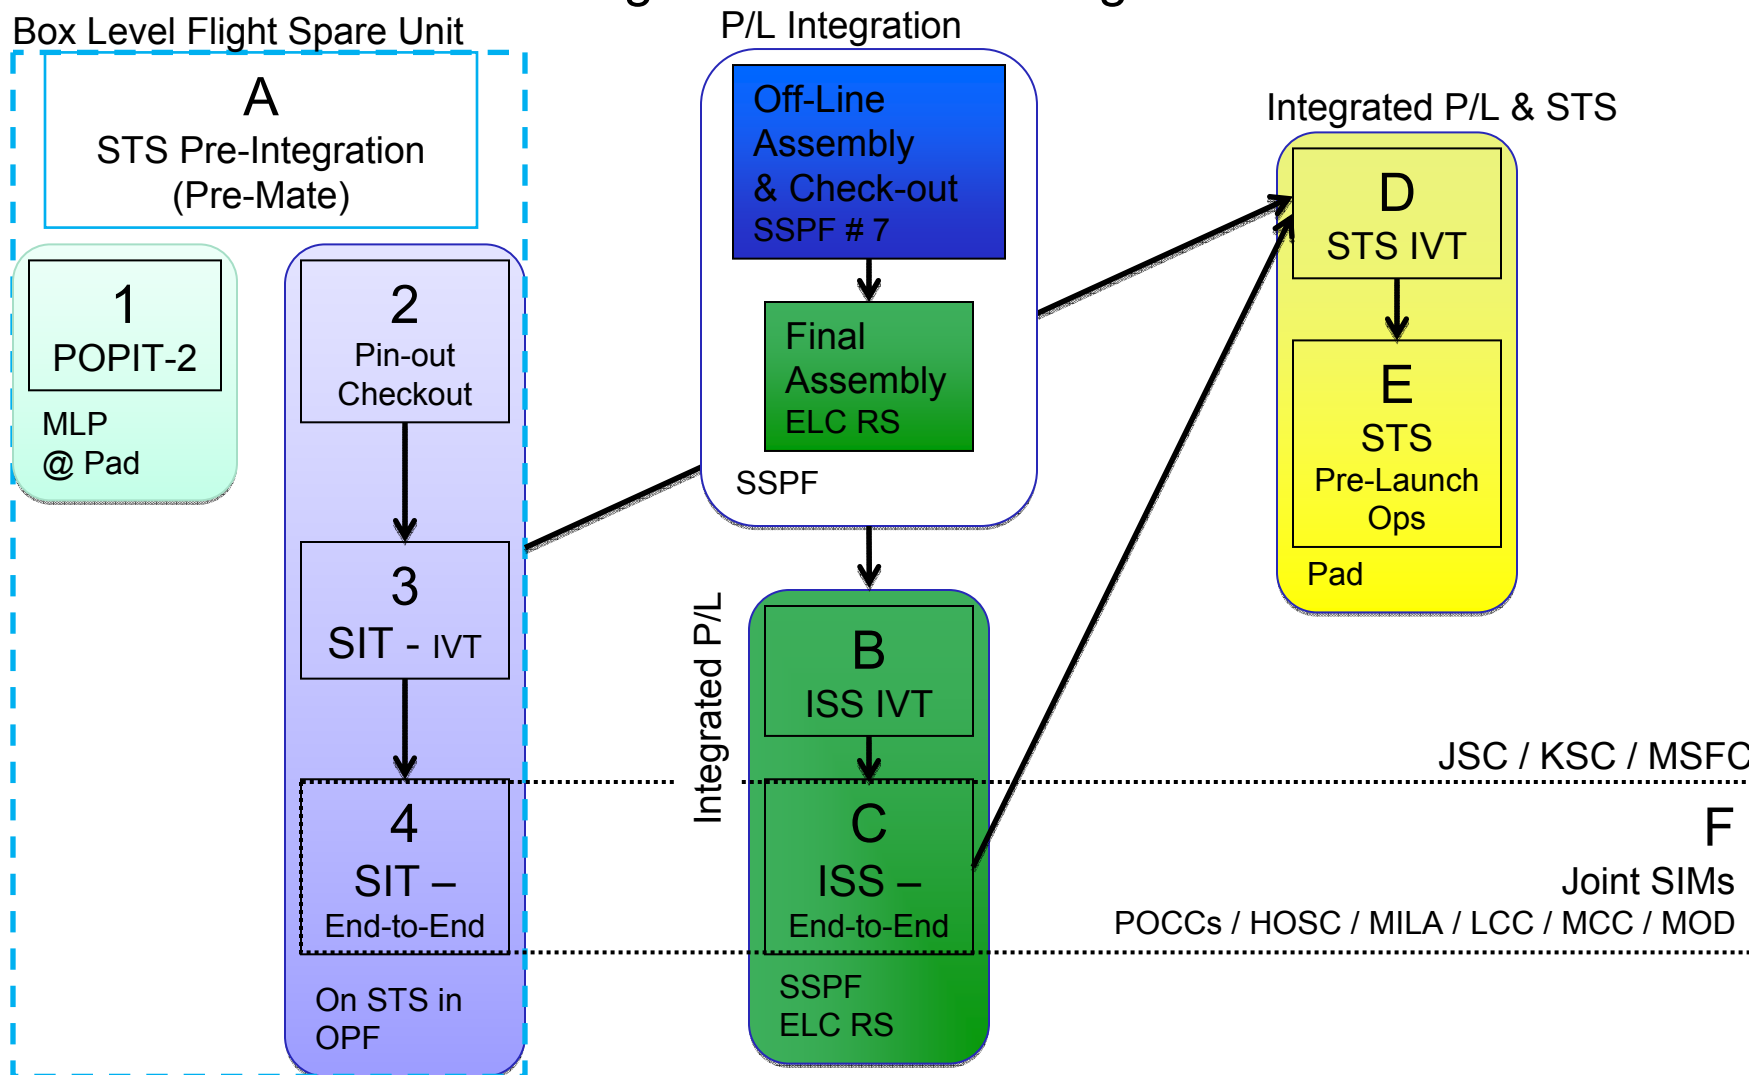 Box Level Flight Spare Unit
A
STS Pre-Integration
(Pre-Mate)
1
POPIT-2
MLP
@ Pad
2
Pin-out
Checkout
3
SIT - IVT
4
SIT –
End-to-End
On STS in
OPF
P/L Integration
Off-Line
Assembly
& Check-out
SSPF # 7
Final
Assembly
ELC RS
SSPF
Integrated P/L
B
ISS IVT
C
ISS –
End-to-End
SSPF
ELC RS
Integrated P/L & STS
D
STS IVT
E
STS
Pre-Launch
Ops
Pad
JSC / KSC / MSFC
F
Joint SIMs
POCCs / HOSC / MILA / LCC / MCC / MOD